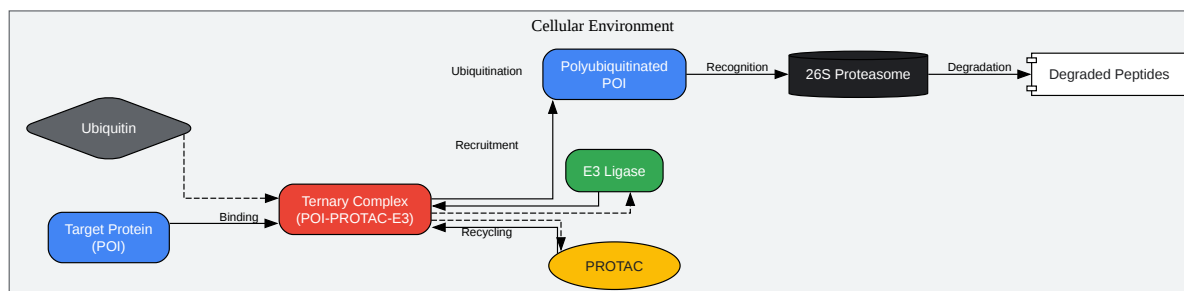 Cellular Environment
Ubiquitination
Polyubiquitinated
POI
Recognition
26S Proteasome
Degradation
Degraded Peptides
Ubiquitin
Recruitment
E3 Ligase
Ternary Complex
(POI-PROTAC-E3)
Binding
Target Protein
(POI)
Recycling
PROTAC